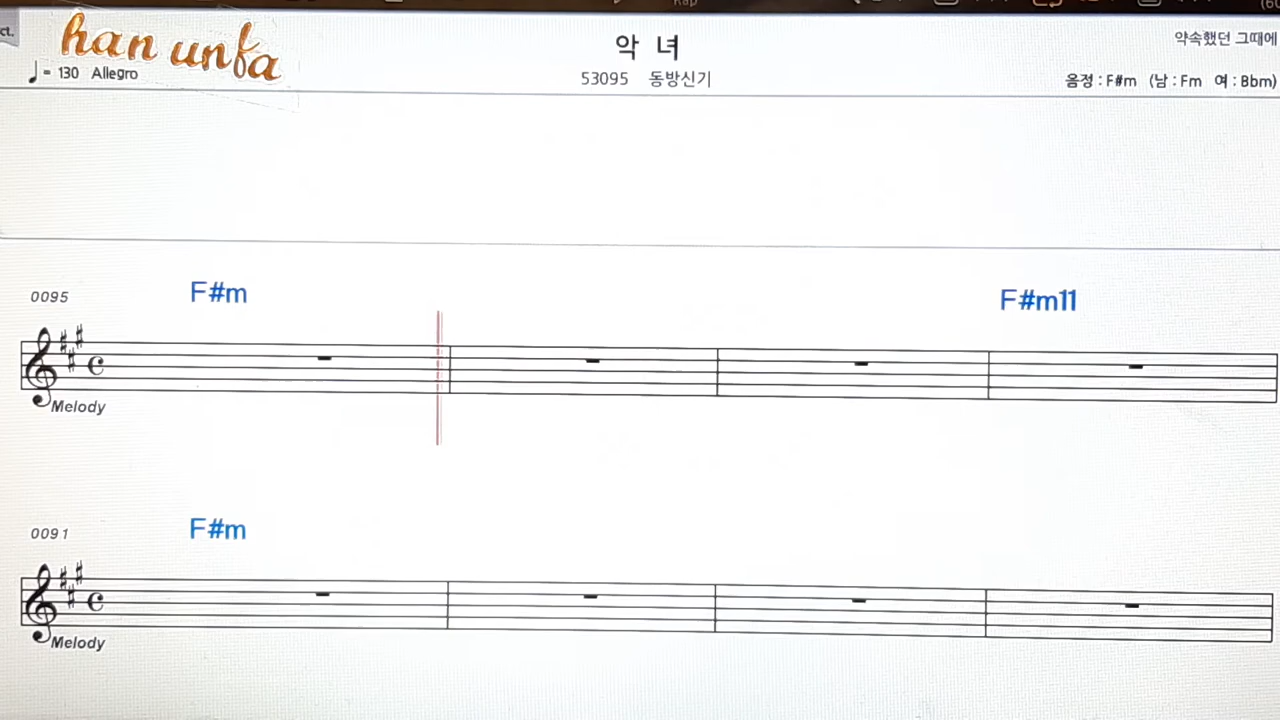 ct.
han unfa
약속했던 그때에
악 녀
♩= 130 Allegro
53095 동방신기
음정 : F#m (남 : Fm 여 : Bbm)
0095 F#m F#m11
Melody
0091 F#m
Melody